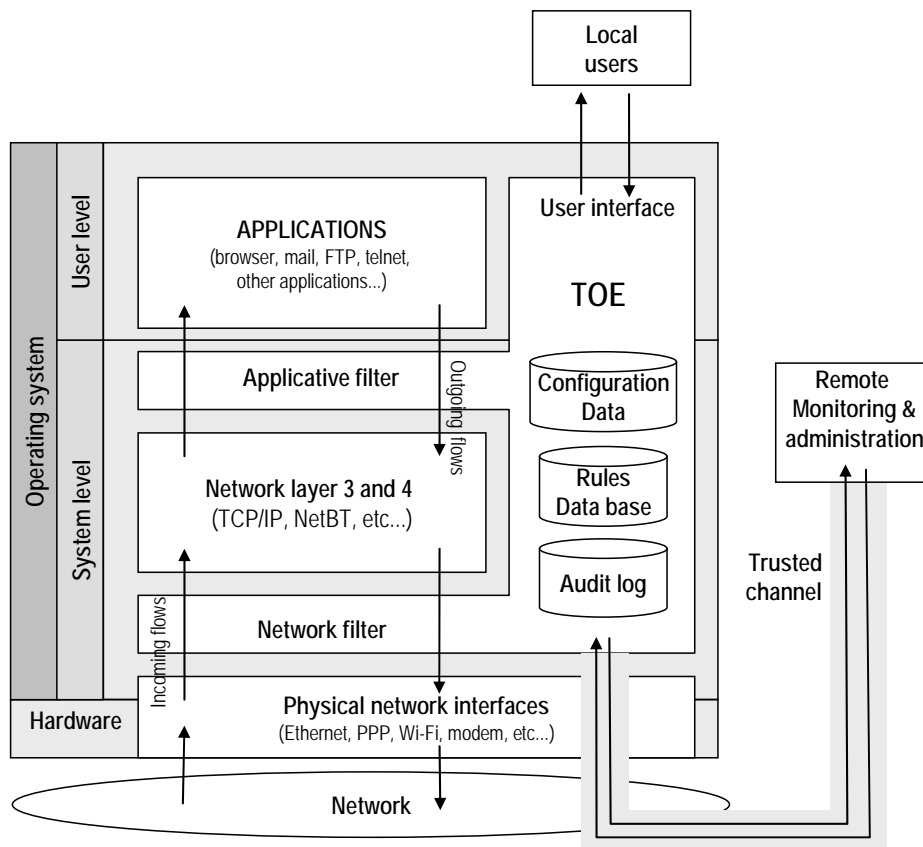 Local
users
User interface
APPLICATIONS
(browser, mail, FTP, telnet,
other applications...)
TOE
User level
Operating system
System level
Applicative filter
Outgoing flows
Configuration
Data
Remote
Monitoring &
administration
Network layer 3 and 4
(TCP/IP, NetBT, etc...)
Rules
Data base
Audit log
Trusted
channel
Incoming flows
Network filter
Hardware
Physical network interfaces
(Ethernet, PPP, Wi-Fi, modem, etc...)
Network